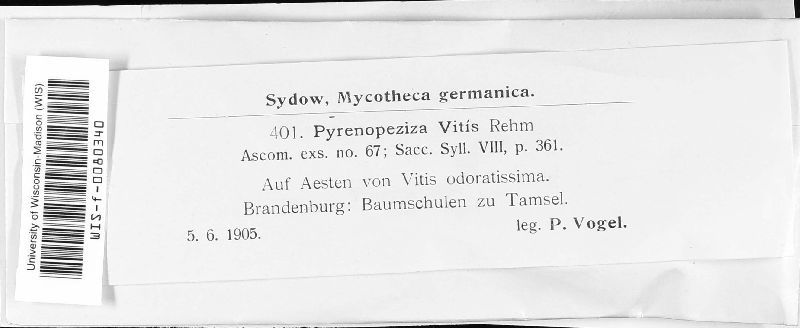 University of Wisconsin-Madison (WIS)
WIS-f-0080340
Sydow, Mycotheca germanica.
401. Pyrenopeziza Vitis Rehm
Ascom. exs. no. 67; Sacc. Syll. VIII, p. 361.
Auf Aesten von Vitis odoratissima.
Brandenburg: Baumschulen zu Tamsel.
5. 6. 1905. leg. P. Vogel.